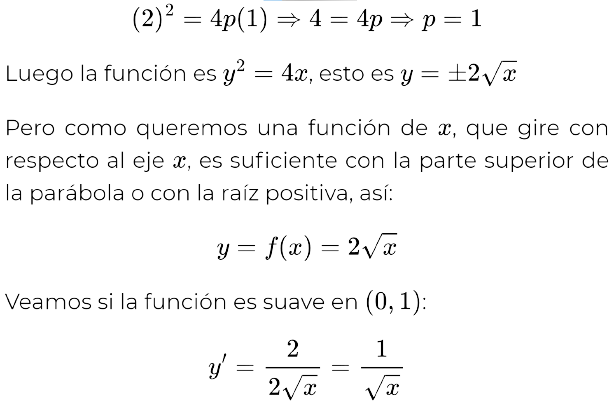 (2)² = 4p(1) ⇒ 4 = 4p ⇒ p = 1
Luego la función es y² = 4x, esto es y = ±2√x
Pero como queremos una función de x, que gire con
respecto al eje x, es suficiente con la parte superior de
la parábola o con la raíz positiva, así:
y = f(x) = 2√x
Veamos si la función es suave en (0, 1):
y′ = 2/(2√x) = 1/√x